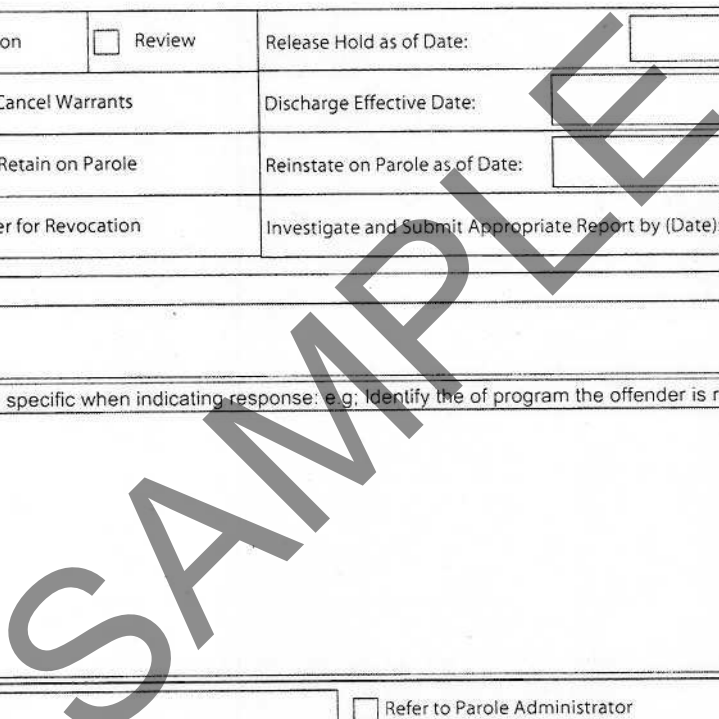 on Review Release Hold as of Date:
Cancel Warrants Discharge Effective Date:
Retain on Parole Reinstate on Parole as of Date:
er for Revocation Investigate and Submit Appropriate Report by (Date):
specific when indicating response: e.g; Identify the of program the offender is r
SAMPLE
Refer to Parole Administrator